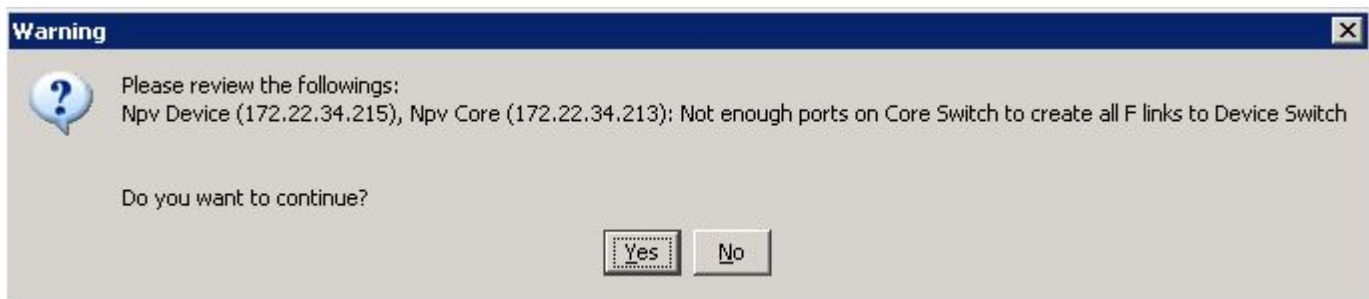 Warning
Please review the followings:
Npv Device (172.22.34.215), Npv Core (172.22.34.213): Not enough ports on Core Switch to create all F links to Device Switch
Do you want to continue?
Yes No